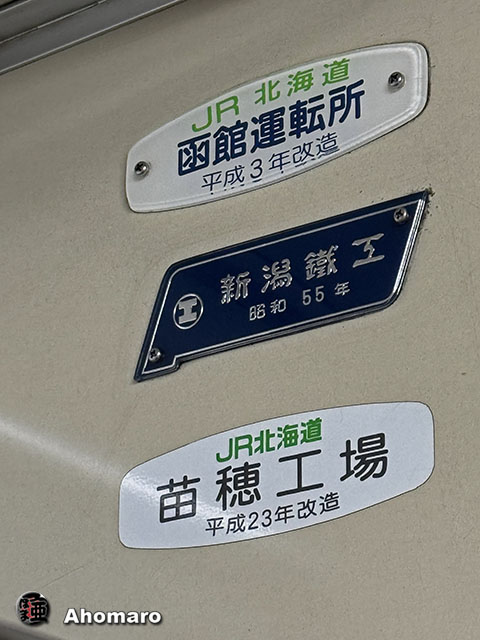 JR北海道
函館運転所
平成3年改造
新潟鐵工
昭和55年
JR北海道
苗穂工場
平成23年改造
Ahomaro